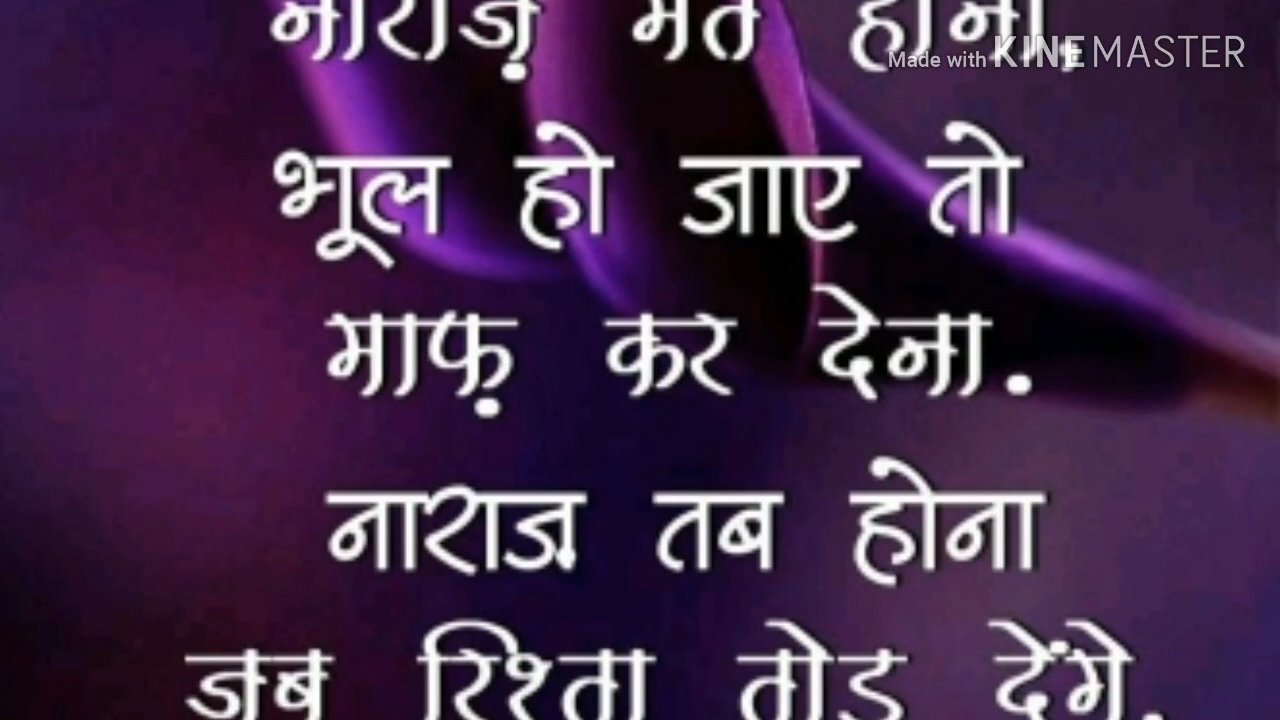 नाराज़ मत होना,
Made with KINEMASTER
भूल हो जाए तो
माफ़ कर देना.
नाराज तब होना
जब रिश्ता तोड देंगे.